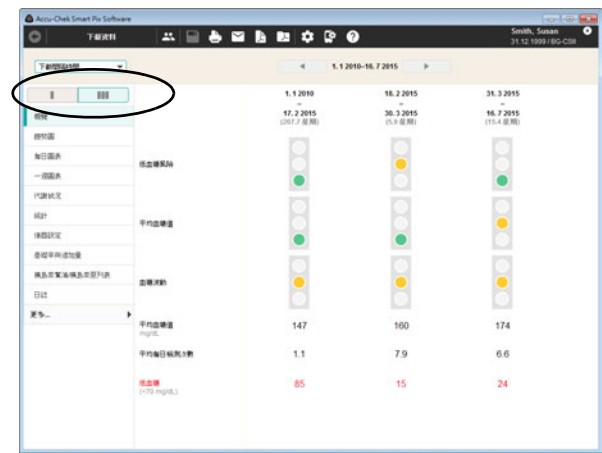 Accu-Chek Smart Pix Software
下載資料
Smith, Susan
31.12.1999 / BG-CSII
下載間隔時間
1. 1 2010–16. 7 2015
1. 1 2010
–
17. 2 2015
(267.7 星期)
18. 2 2015
–
30. 3 2015
(5.9 星期)
31. 3 2015
–
16. 7 2015
(15.4 星期)
概覽
趨勢圖
每日圖表
一週圖表
代謝狀況
統計
儀器設定
基礎率與追加量
胰島素幫浦/胰島素更列表
日誌
更多...
低血糖風險
平均血糖值
血糖波動
平均血糖值
mg/dL
147
160
174
平均每日檢測次數
1.1
7.9
6.6
低血糖
(<70 mg/dL)
85
15
24